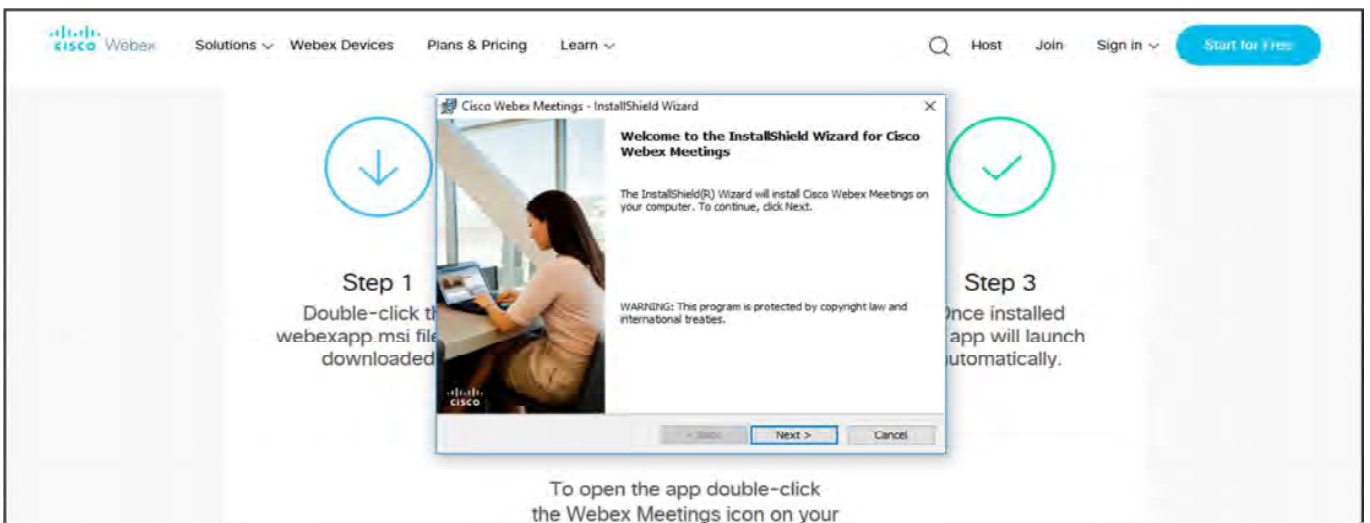 cisco Webex Solutions Webex Devices Plans & Pricing Learn Host Join Sign in Start for Free
Cisco Webex Meetings - InstallShield Wizard
Welcome to the InstallShield Wizard for Cisco
Webex Meetings
The InstallShield(R) Wizard will install Cisco Webex Meetings on
your computer. To continue, click Next.
WARNING: This program is protected by copyright law and
international treaties.
cisco
< Back Next > Cancel
Step 1
Double-click
webexapp.msi
downloaded
Step 3
installed
app will launch
To open the app double-click
the Webex Meetings icon on your